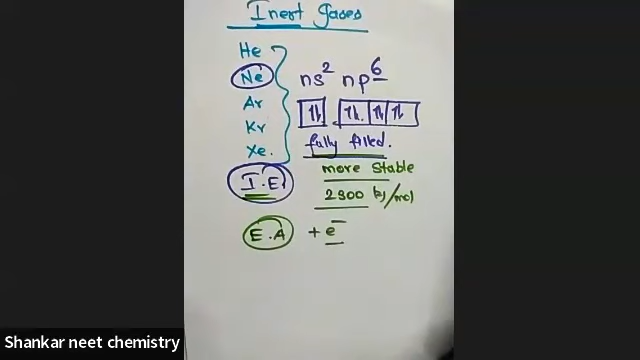 Inert gases
He
Ne
Ar
Kr
Xe.
ns² np⁶
⥮ ⥮ ⥮ ⥮
fully filled.
I.E
more stable
2300 kJ/mol
E.A + e⁻
Shankar neet chemistry